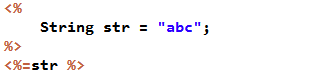 <%
    String str = "abc";
%>
<%=str %>